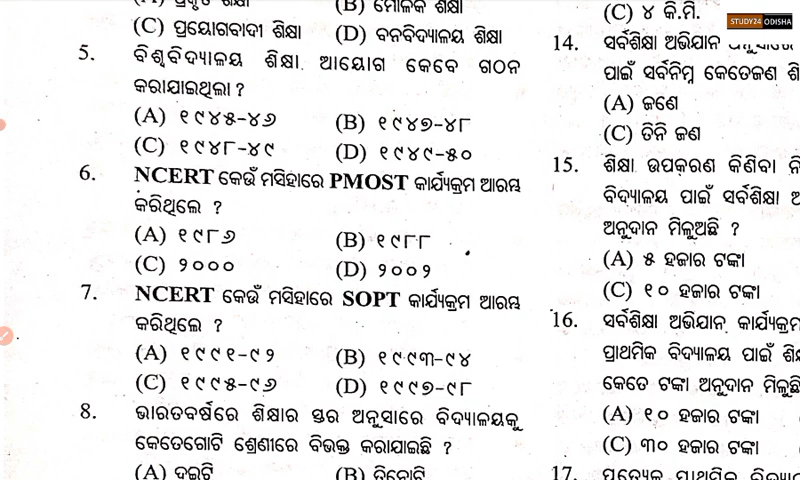 (B) ମୌଳିକ ଶିକ୍ଷା
(C) ପ୍ରୟୋଗବାଦୀ ଶିକ୍ଷା (D) ବନବିଦ୍ୟାଳୟ ଶିକ୍ଷା
5. ବିଶ୍ୱବିଦ୍ୟାଳୟ ଶିକ୍ଷା ଆୟୋଗ କେବେ ଗଠନ
କରାଯାଇଥିଲା ?
(A) ୧୯୪୫-୪୬ (B) ୧୯୪୭-୪୮
(C) ୧୯୪୮-୪୯ (D) ୧୯୪୯-୫୦
6. NCERT କେଉଁ ମସିହାରେ PMOST କାର୍ଯ୍ୟକ୍ରମ ଆରମ୍ଭ
କରିଥିଲେ ?
(A) ୧୯୮୬ (B) ୧୯୮୮
(C) ୨୦୦୦ (D) ୨୦୦୨
7. NCERT କେଉଁ ମସିହାରେ SOPT କାର୍ଯ୍ୟକ୍ରମ ଆରମ୍ଭ
କରିଥିଲେ ?
(A) ୧୯୯୧-୯୨ (B) ୧୯୯୩-୯୪
(C) ୧୯୯୫-୯୬ (D) ୧୯୯୭-୯୮
8. ଭାରତବର୍ଷରେ ଶିକ୍ଷାର ସ୍ତର ଅନୁସାରେ ବିଦ୍ୟାଳୟକୁ
କେତେଗୋଟି ଶ୍ରେଣୀରେ ବିଭକ୍ତ କରାଯାଇଛି ?
(A) ଦୁଇଟି (B) ତିନୋଟି
(C) ୪ କି.ମି.
STUDY24 ODISHA
14. ସର୍ବଶିକ୍ଷା ଅଭିଯାନ
ପାଇଁ ସର୍ବନିମ୍ନ କେତେଜଣ
(A) ଜଣେ
(C) ତିନି ଜଣ
15. ଶିକ୍ଷା ଉପକରଣ କିଣିବା
ବିଦ୍ୟାଳୟ ପାଇଁ ସର୍ବଶିକ୍ଷା
ଅନୁଦାନ ମିଳୁଅଛି ?
(A) ୫ ହଜାର ଟଙ୍କା
(C) ୧୦ ହଜାର ଟଙ୍କା
16. ସର୍ବଶିକ୍ଷା ଅଭିଯାନ କାର୍ଯ୍ୟକ୍ରମ
ପ୍ରାଥମିକ ବିଦ୍ୟାଳୟ ପାଇଁ
କେତେ ଟଙ୍କା ଅନୁଦାନ ମିଳୁଛି
(A) ୧୦ ହଜାର ଟଙ୍କା
(C) ୩୦ ହଜାର ଟଙ୍କା
17. ପ୍ରତ୍ୟେକ ପ୍ରାଥମିକ